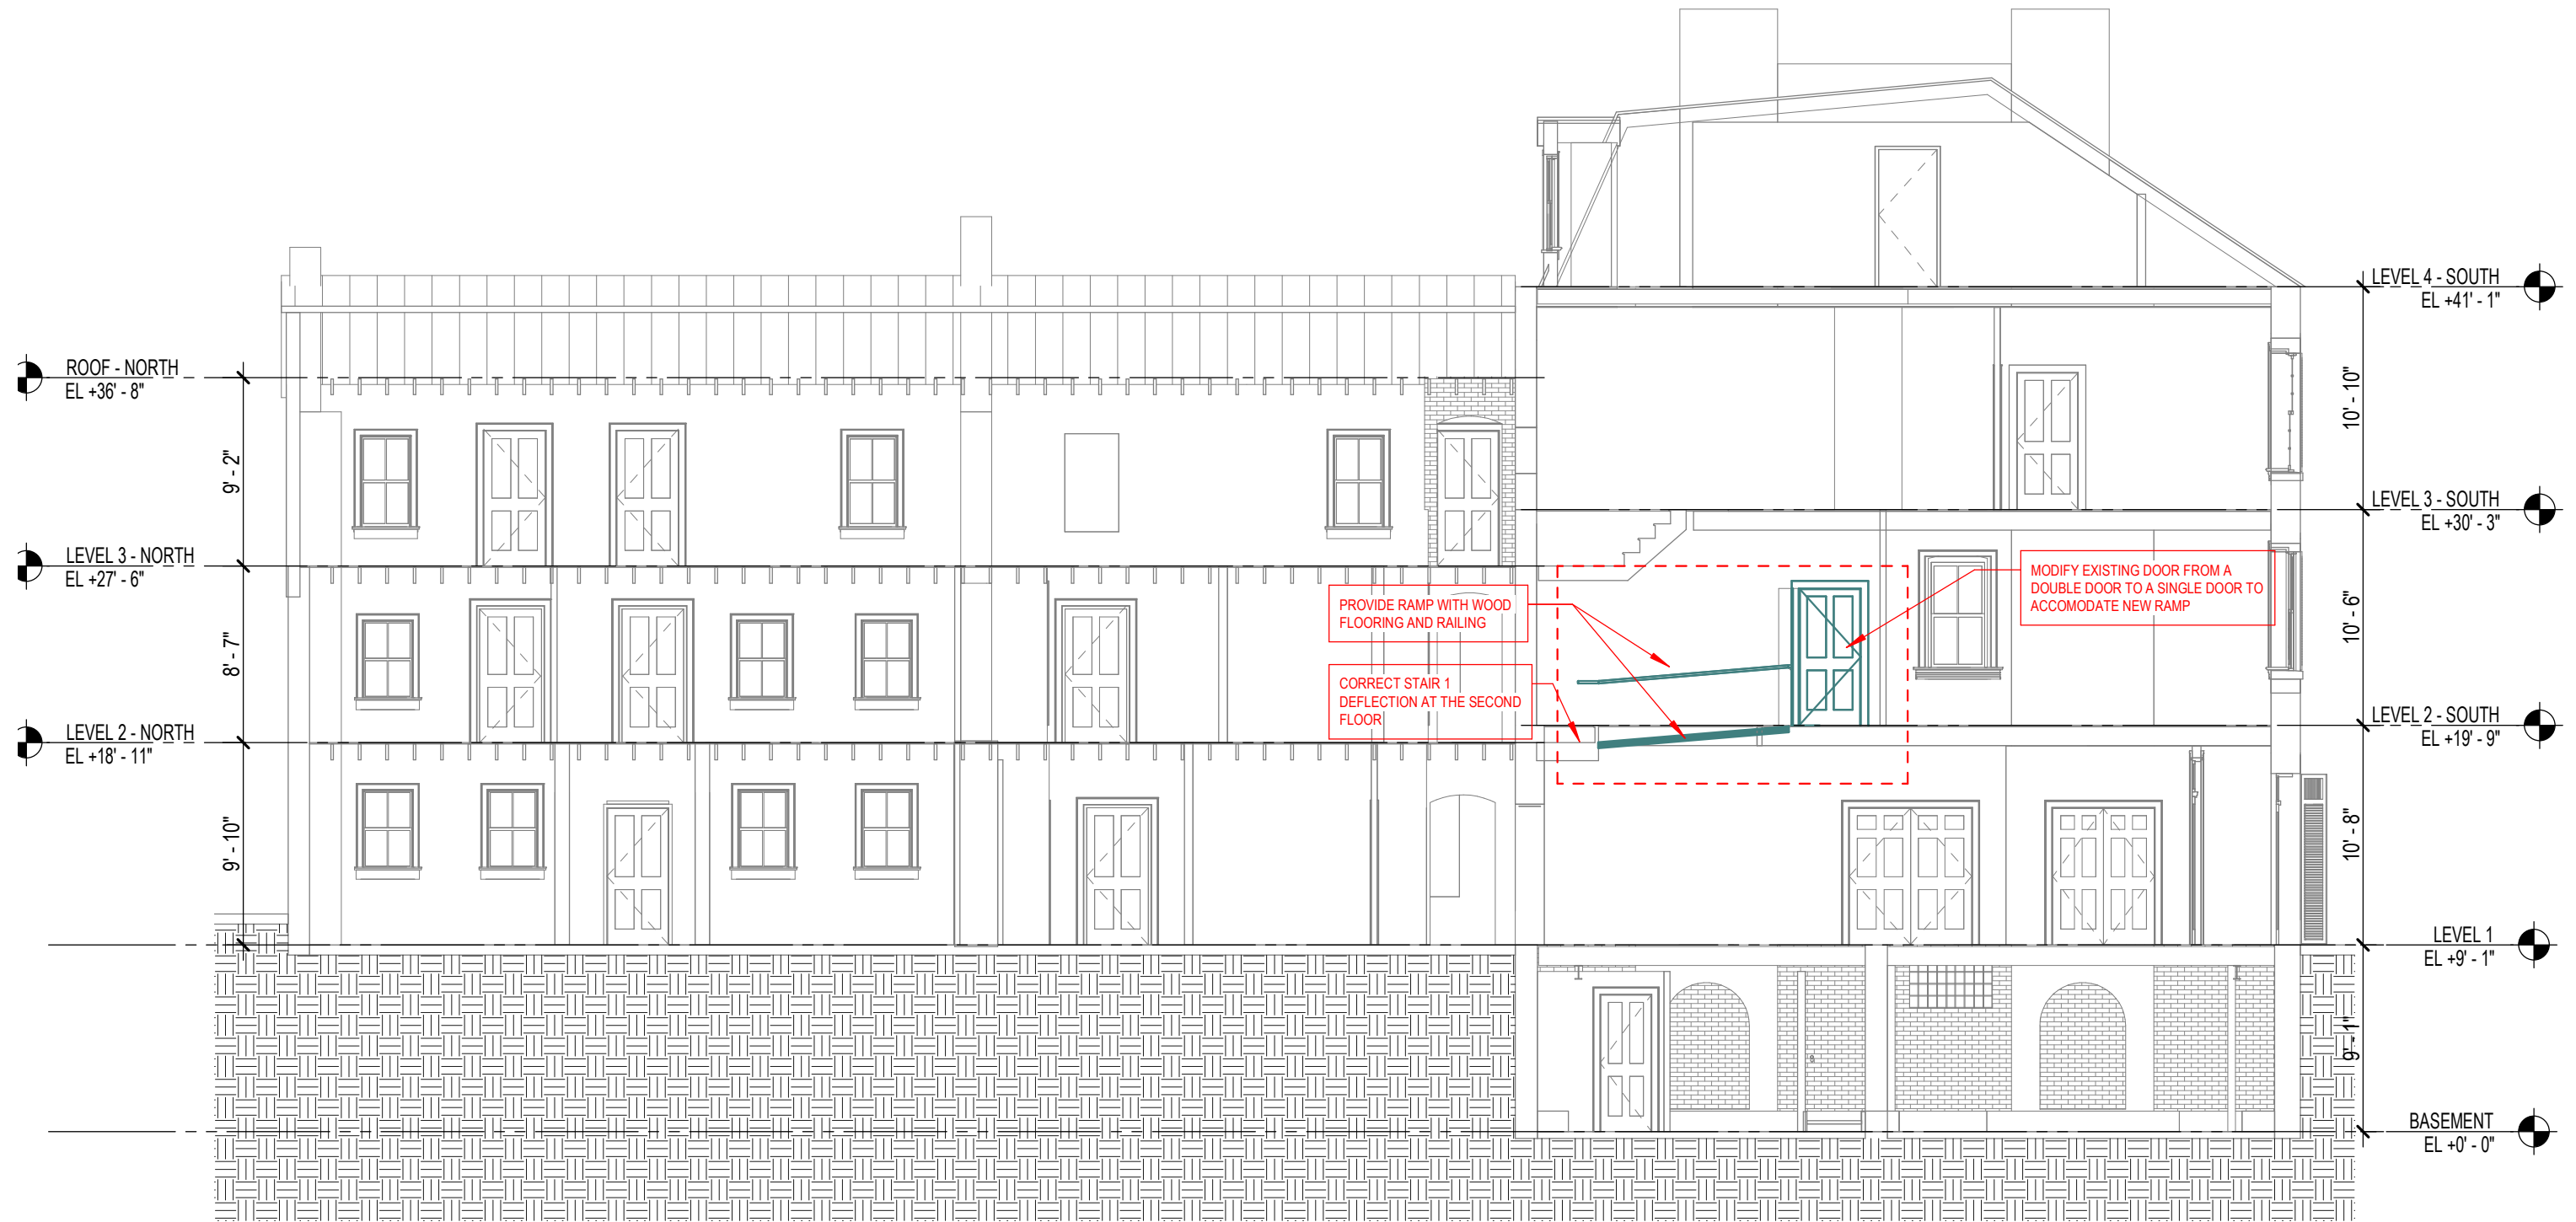 LEVEL 4 - SOUTH
EL +41' - 1"
ROOF - NORTH
EL +36' - 8"
10' - 10"
9' - 2"
LEVEL 3 - SOUTH
EL +30' - 3"
LEVEL 3 - NORTH
EL +27' - 6"
MODIFY EXISTING DOOR FROM A
DOUBLE DOOR TO A SINGLE DOOR TO
ACCOMODATE NEW RAMP
PROVIDE RAMP WITH WOOD
FLOORING AND RAILING
10' - 6"
8' - 7"
CORRECT STAIR 1
DEFLECTION AT THE SECOND
FLOOR
LEVEL 2 - SOUTH
EL +19' - 9"
LEVEL 2 - NORTH
EL +18' - 11"
10' - 8"
9' - 10"
LEVEL 1
EL +9' - 1"
9' - 1"
BASEMENT
EL +0' - 0"